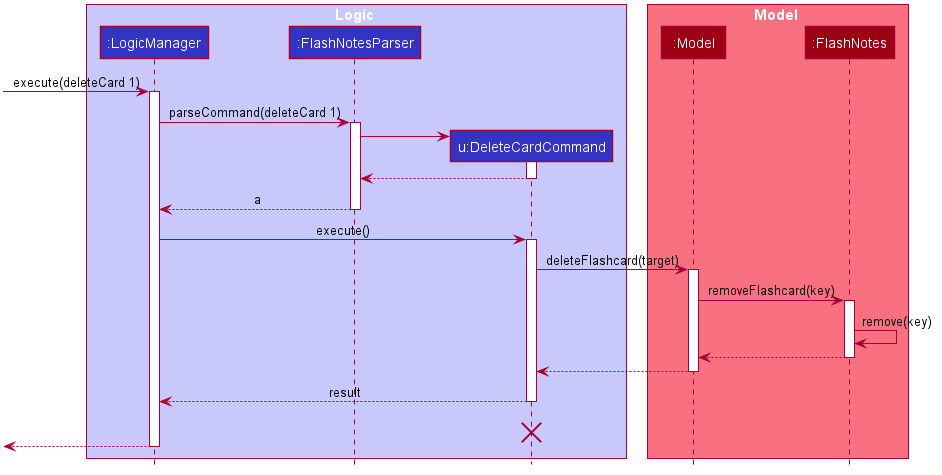 Logic
Model
:LogicManager
:FlashNotesParser
:Model
:FlashNotes
execute(deleteCard 1)
parseCommand(deleteCard 1)
u:DeleteCardCommand
a
execute()
deleteFlashcard(target)
removeFlashcard(key)
remove(key)
result